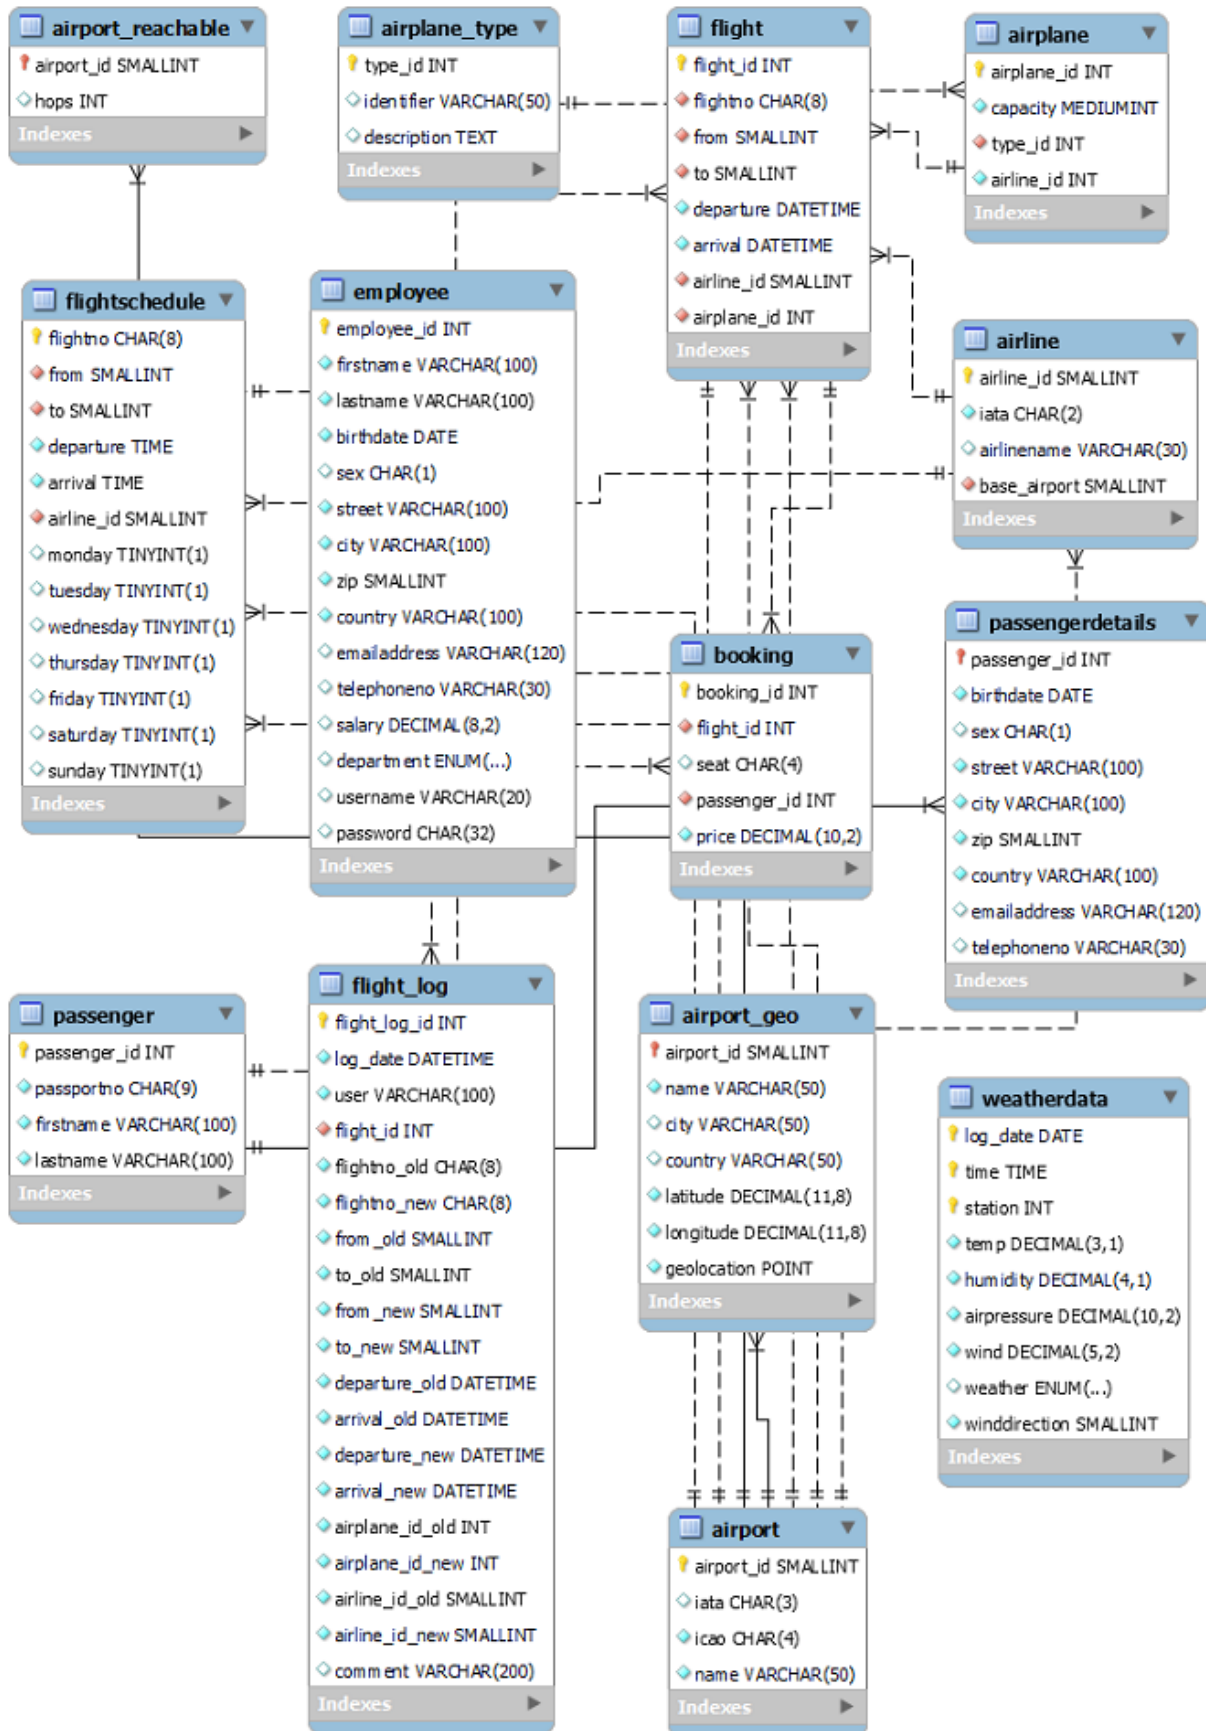 airport_reachable
airport_id SMALLINT
hops INT
Indexes
airplane_type
type_id INT
identifier VARCHAR(50)
description TEXT
Indexes
flight
flight_id INT
flightno CHAR(8)
from SMALLINT
to SMALLINT
departure DATETIME
arrival DATETIME
airline_id SMALLINT
airplane_id INT
Indexes
airplane
airplane_id INT
capacity MEDIUMINT
type_id INT
airline_id INT
Indexes
flightschedule
flightno CHAR(8)
from SMALLINT
to SMALLINT
departure TIME
arrival TIME
airline_id SMALLINT
monday TINYINT(1)
tuesday TINYINT(1)
wednesday TINYINT(1)
thursday TINYINT(1)
friday TINYINT(1)
saturday TINYINT(1)
sunday TINYINT(1)
Indexes
employee
employee_id INT
firstname VARCHAR(100)
lastname VARCHAR(100)
birthdate DATE
sex CHAR(1)
street VARCHAR(100)
city VARCHAR(100)
zip SMALLINT
country VARCHAR(100)
emailaddress VARCHAR(120)
telephoneno VARCHAR(30)
salary DECIMAL(8,2)
department ENUM(...)
username VARCHAR(20)
password CHAR(32)
Indexes
airline
airline_id SMALLINT
iata CHAR(2)
airlinename VARCHAR(30)
base_airport SMALLINT
Indexes
booking
booking_id INT
flight_id INT
seat CHAR(4)
passenger_id INT
price DECIMAL(10,2)
Indexes
passengerdetails
passenger_id INT
birthdate DATE
sex CHAR(1)
street VARCHAR(100)
city VARCHAR(100)
zip SMALLINT
country VARCHAR(100)
emailaddress VARCHAR(120)
telephoneno VARCHAR(30)
Indexes
passenger
passenger_id INT
passportno CHAR(9)
firstname VARCHAR(100)
lastname VARCHAR(100)
Indexes
flight_log
flight_log_id INT
log_date DATETIME
user VARCHAR(100)
flight_id INT
flightno_old CHAR(8)
flightno_new CHAR(8)
from_old SMALLINT
to_old SMALLINT
from_new SMALLINT
to_new SMALLINT
departure_old DATETIME
arrival_old DATETIME
departure_new DATETIME
arrival_new DATETIME
airplane_id_old INT
airplane_id_new INT
airline_id_old SMALLINT
airline_id_new SMALLINT
comment VARCHAR(200)
Indexes
airport_geo
airport_id SMALLINT
name VARCHAR(50)
city VARCHAR(50)
country VARCHAR(50)
latitude DECIMAL(11,8)
longitude DECIMAL(11,8)
geolocation POINT
Indexes
weatherdata
log_date DATE
time TIME
station INT
temp DECIMAL(3,1)
humidity DECIMAL(4,1)
airpressure DECIMAL(10,2)
wind DECIMAL(5,2)
weather ENUM(...)
winddirection SMALLINT
Indexes
airport
airport_id SMALLINT
iata CHAR(3)
icao CHAR(4)
name VARCHAR(50)
Indexes